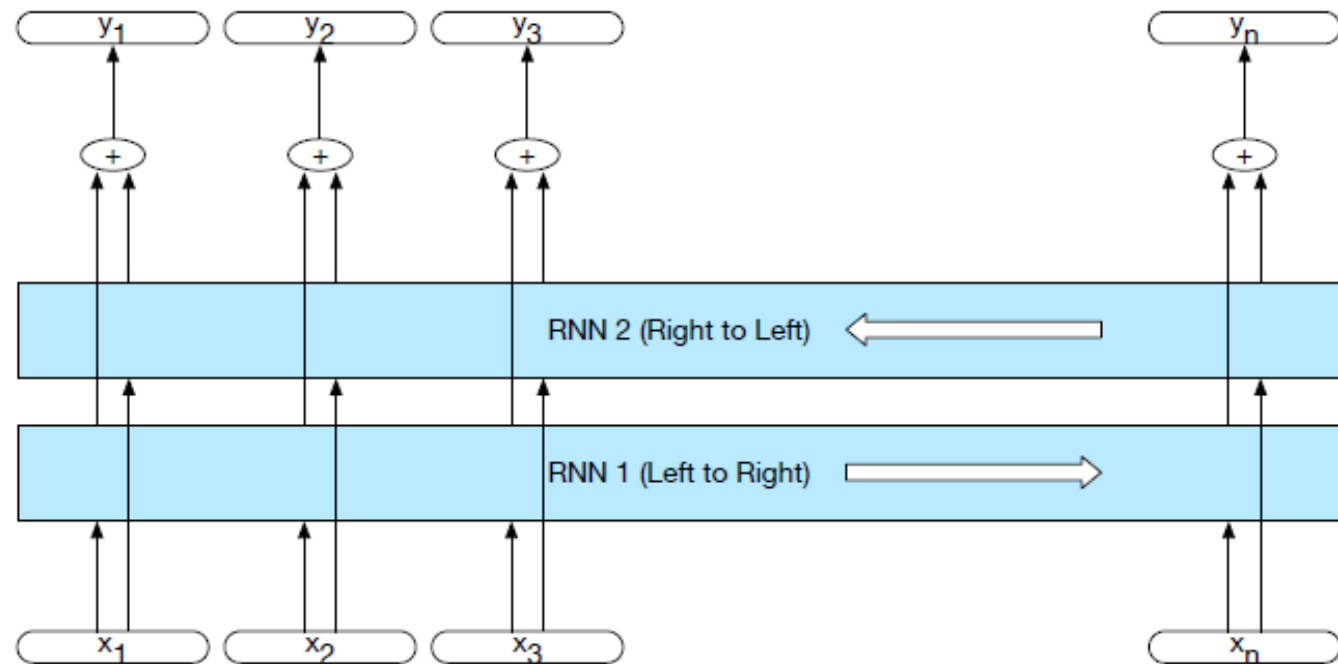 y1 y2 y3 yn
+ + + +
RNN 2 (Right to Left)
RNN 1 (Left to Right)
x1 x2 x3 xn